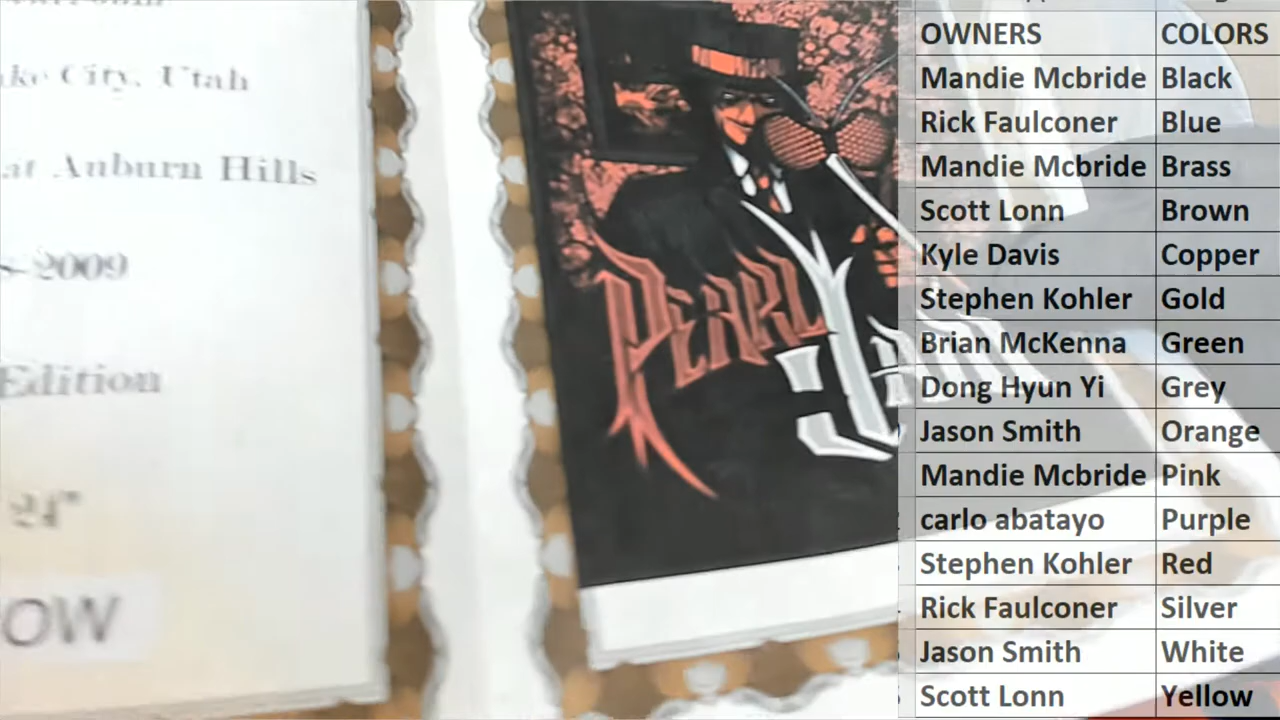 ke City, Utah
at Auburn Hills
2009
Edition
24"
OW
PEARL
JAM
OWNERS COLORS
Mandie Mcbride Black
Rick Faulconer Blue
Mandie Mcbride Brass
Scott Lonn Brown
Kyle Davis Copper
Stephen Kohler Gold
Brian McKenna Green
Dong Hyun Yi Grey
Jason Smith Orange
Mandie Mcbride Pink
carlo abatayo Purple
Stephen Kohler Red
Rick Faulconer Silver
Jason Smith White
Scott Lonn Yellow